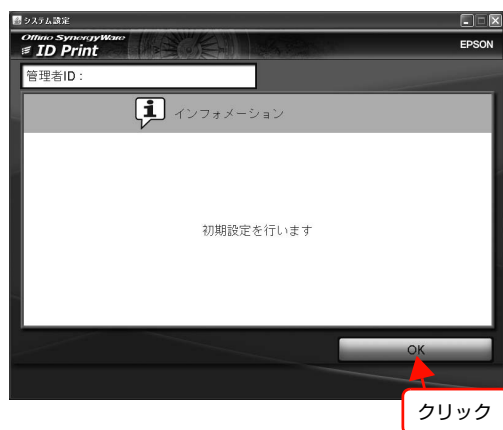 システム設定
Offirio SynergyWare
ID Print
EPSON
管理者ID：
インフォメーション
初期設定を行います
OK
クリック